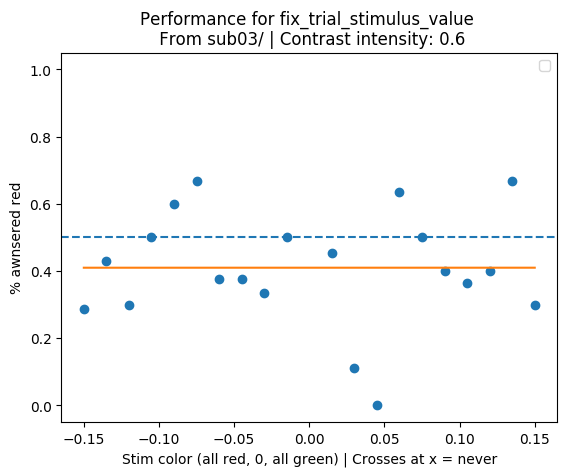 Performance for fix_trial_stimulus_value
From sub03/ | Contrast intensity: 0.6
1.0
0.8
0.6
0.4
0.2
0.0
% awnsered red
−0.15 −0.10 −0.05 0.00 0.05 0.10 0.15
Stim color (all red, 0, all green) | Crosses at x = never